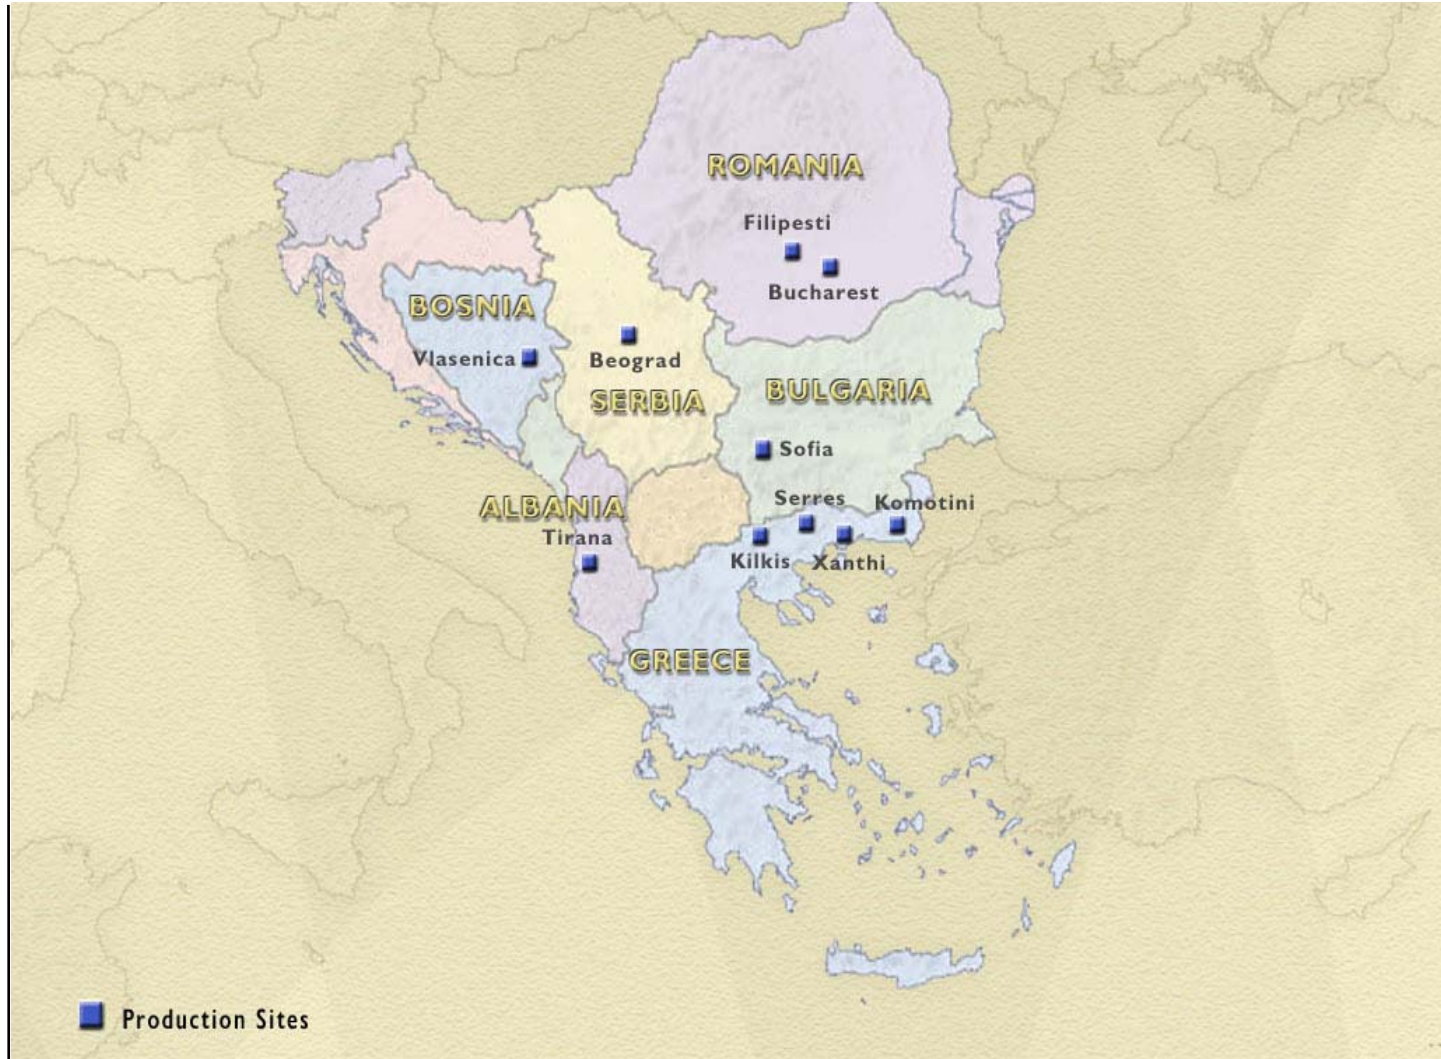 ROMANIA
Filipesti
Bucharest
BOSNIA
Vlasenica
Beograd
SERBIA
BULGARIA
Sofia
ALBANIA
Tirana
Serres
Komotini
Kilkis
Xanthi
GREECE
Production Sites